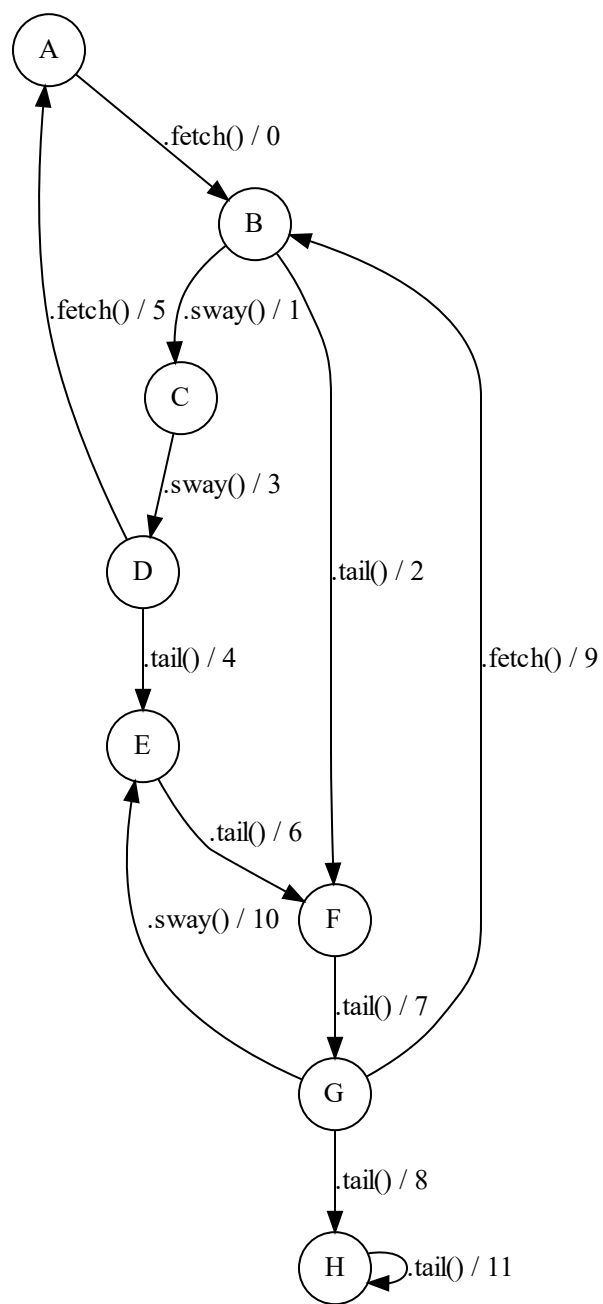 A
.fetch() / 0
B
.fetch() / 5
.sway() / 1
C
.sway() / 3
D
.tail() / 2
.tail() / 4
.fetch() / 9
E
.tail() / 6
.sway() / 10
F
.tail() / 7
G
.tail() / 8
H
.tail() / 11